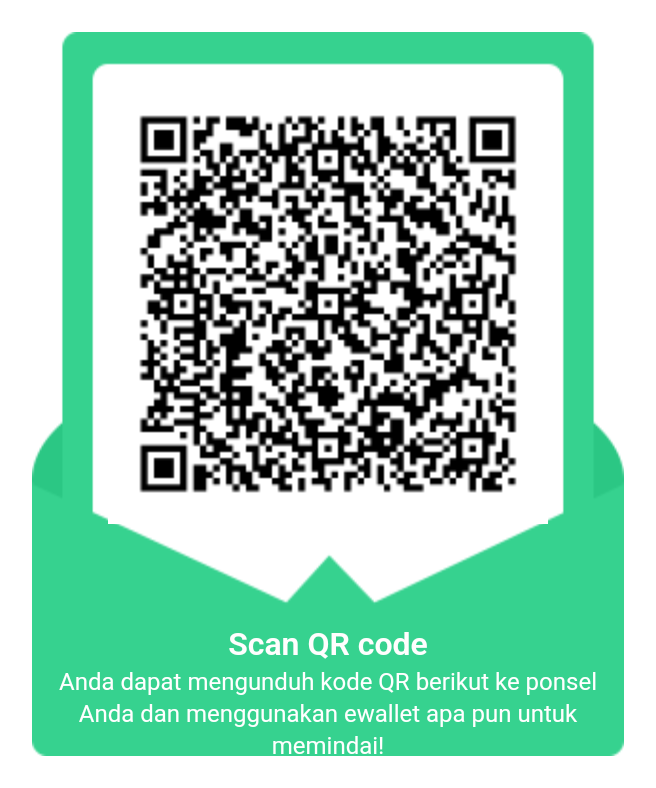 Scan QR code
Anda dapat mengunduh kode QR berikut ke ponsel
Anda dan menggunakan ewallet apa pun untuk
memindai!